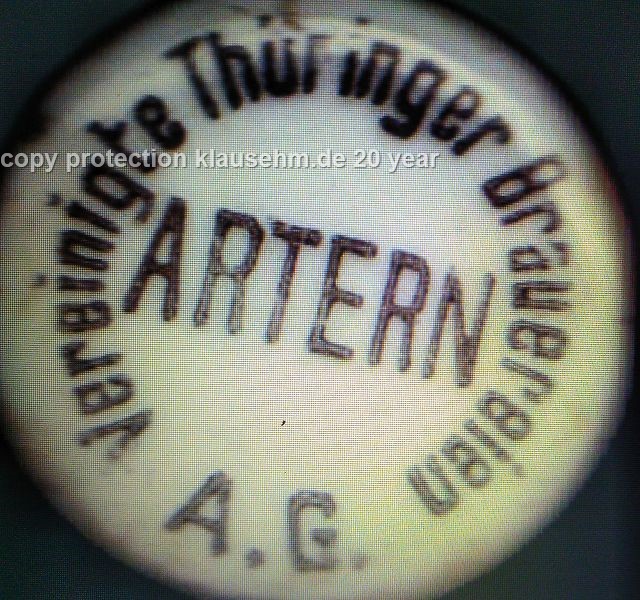 Vereinigte Thüringer Brauereien
ARTERN
A.G.
copy protection klausehm.de 20 year